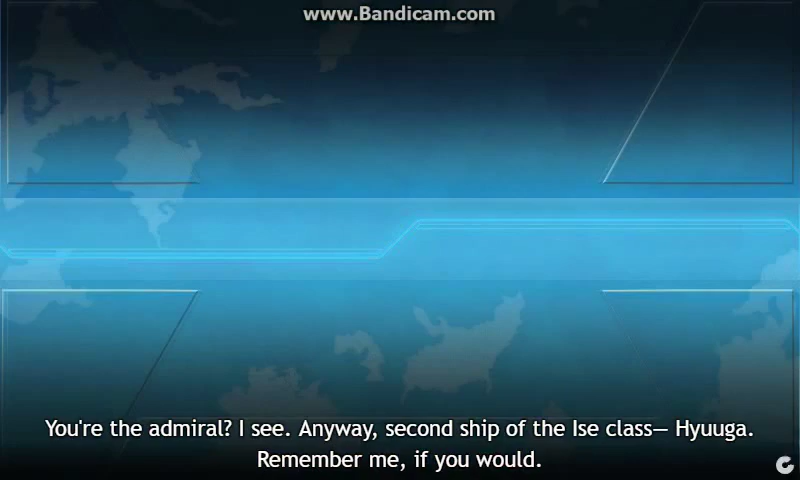 www.Bandicam.com
You're the admiral? I see. Anyway, second ship of the Ise class— Hyuuga.
Remember me, if you would.